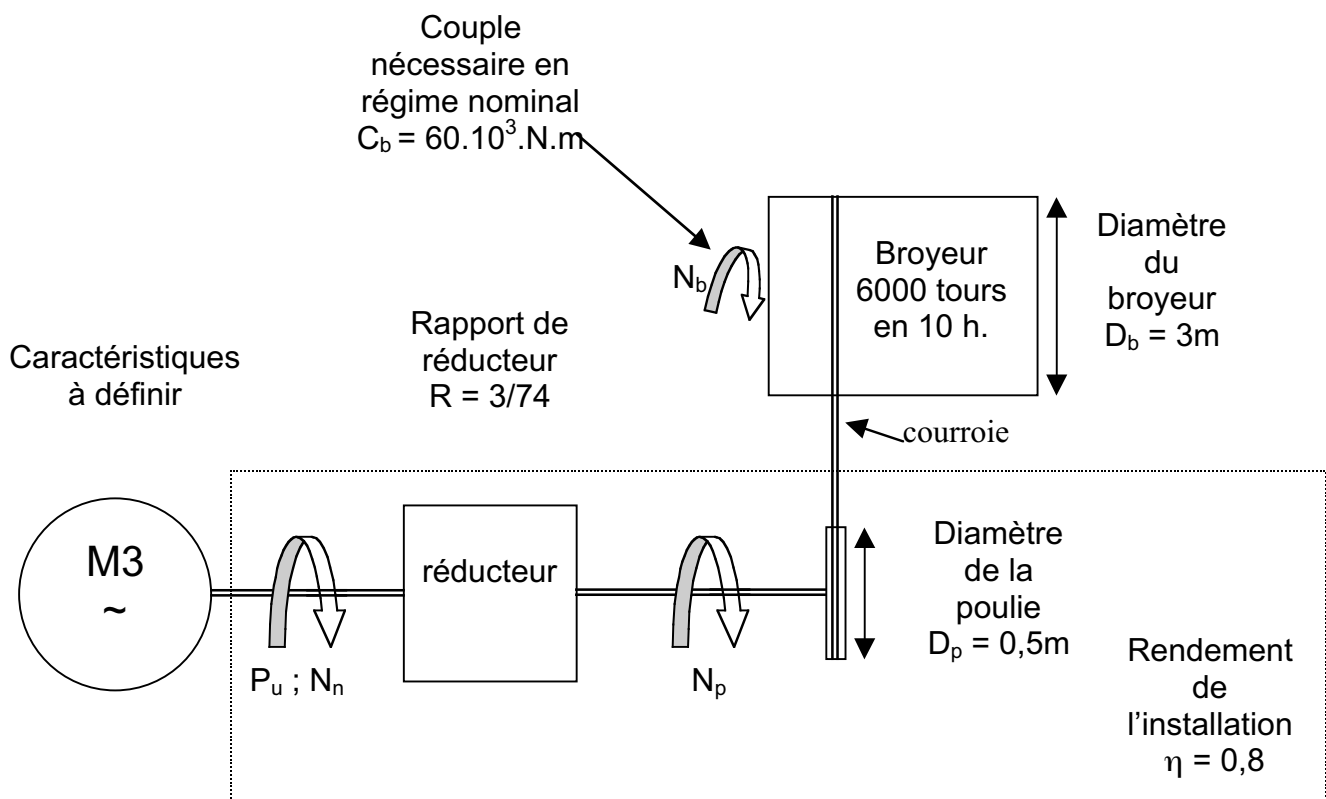 Couple
nécessaire en
régime nominal
C_b = 60.10³.N.m
N_b
Broyeur
6000 tours
en 10 h.
Diamètre
du
broyeur
D_b = 3m
Rapport de
réducteur
R = 3/74
Caractéristiques
à définir
courroie
M3
~
réducteur
Diamètre
de la
poulie
D_p = 0,5m
P_u ; N_n
N_p
Rendement
de
l'installation
η = 0,8